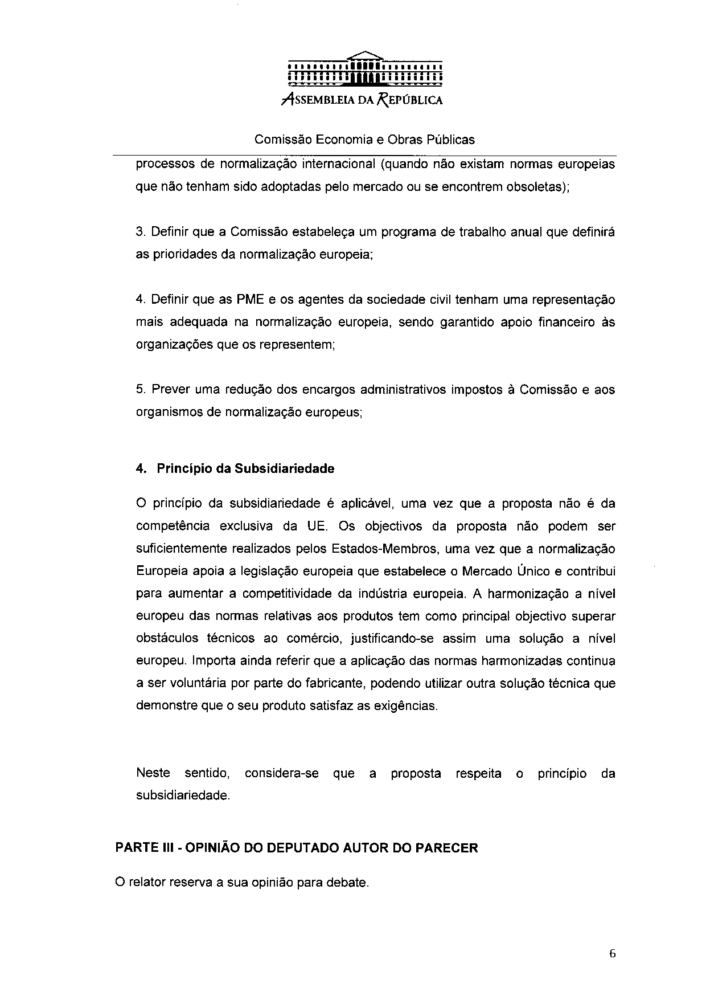 ASSEMBLEIA DA REPÚBLICA
Comissão Economia e Obras Públicas
processos de normalização internacional (quando não existam normas europeias
que não tenham sido adoptadas pelo mercado ou se encontrem obsoletas);
3. Definir que a Comissão estabeleça um programa de trabalho anual que definirá
as prioridades da normalização europeia;
4. Definir que as PME e os agentes da sociedade civil tenham uma representação
mais adequada na normalização europeia, sendo garantido apoio financeiro às
organizações que os representem;
5. Prever uma redução dos encargos administrativos impostos à Comissão e aos
organismos de normalização europeus;
4. Princípio da Subsidiariedade
O princípio da subsidiariedade é aplicável, uma vez que a proposta não é da
competência exclusiva da UE. Os objectivos da proposta não podem ser
suficientemente realizados pelos Estados-Membros, uma vez que a normalização
Europeia apoia a legislação europeia que estabelece o Mercado Único e contribui
para aumentar a competitividade da indústria europeia. A harmonização a nível
europeu das normas relativas aos produtos tem como principal objectivo superar
obstáculos técnicos ao comércio, justificando-se assim uma solução a nível
europeu. Importa ainda referir que a aplicação das normas harmonizadas continua
a ser voluntária por parte do fabricante, podendo utilizar outra solução técnica que
demonstre que o seu produto satisfaz as exigências.
Neste sentido, considera-se que a proposta respeita o princípio da
subsidiariedade.
PARTE III - OPINIÃO DO DEPUTADO AUTOR DO PARECER
O relator reserva a sua opinião para debate.
6